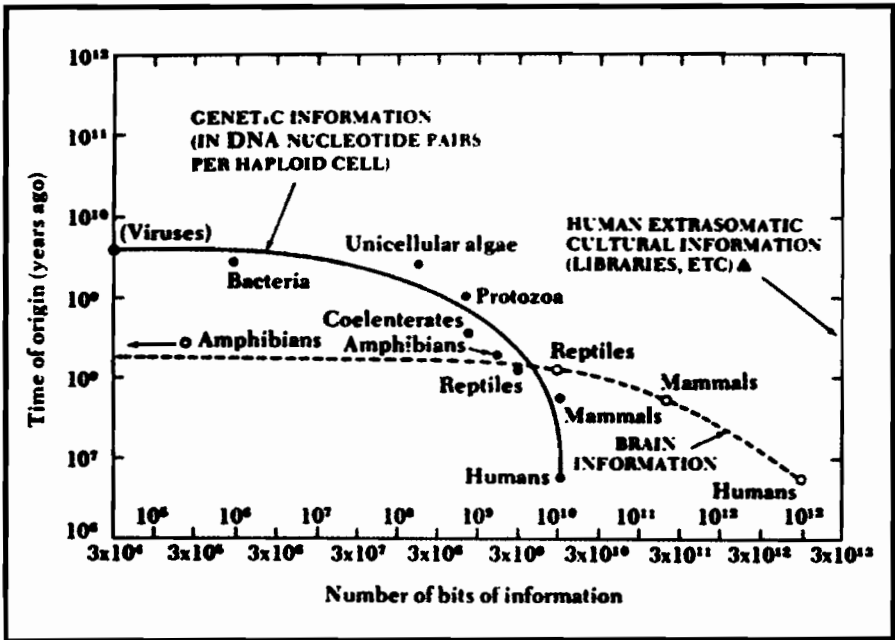 10¹²
10¹¹
10¹⁰
10⁹
10⁸
10⁷
10⁶
Time of origin (years ago)
GENETIC INFORMATION
(IN DNA NUCLEOTIDE PAIRS
PER HAPLOID CELL)
(Viruses)
Bacteria
Unicellular algae
Protozoa
HUMAN EXTRASOMATIC
CULTURAL INFORMATION
(LIBRARIES, ETC)
Amphibians
Coelenterates
Amphibians
Reptiles
Reptiles
Mammals
Mammals
BRAIN
INFORMATION
Humans
Humans
10⁵ 10⁶ 10⁷ 10⁸ 10⁹ 10¹⁰ 10¹¹ 10¹² 10¹³
3x10⁵ 3x10⁶ 3x10⁷ 3x10⁸ 3x10⁹ 3x10¹⁰ 3x10¹¹ 3x10¹² 3x10¹³
Number of bits of information